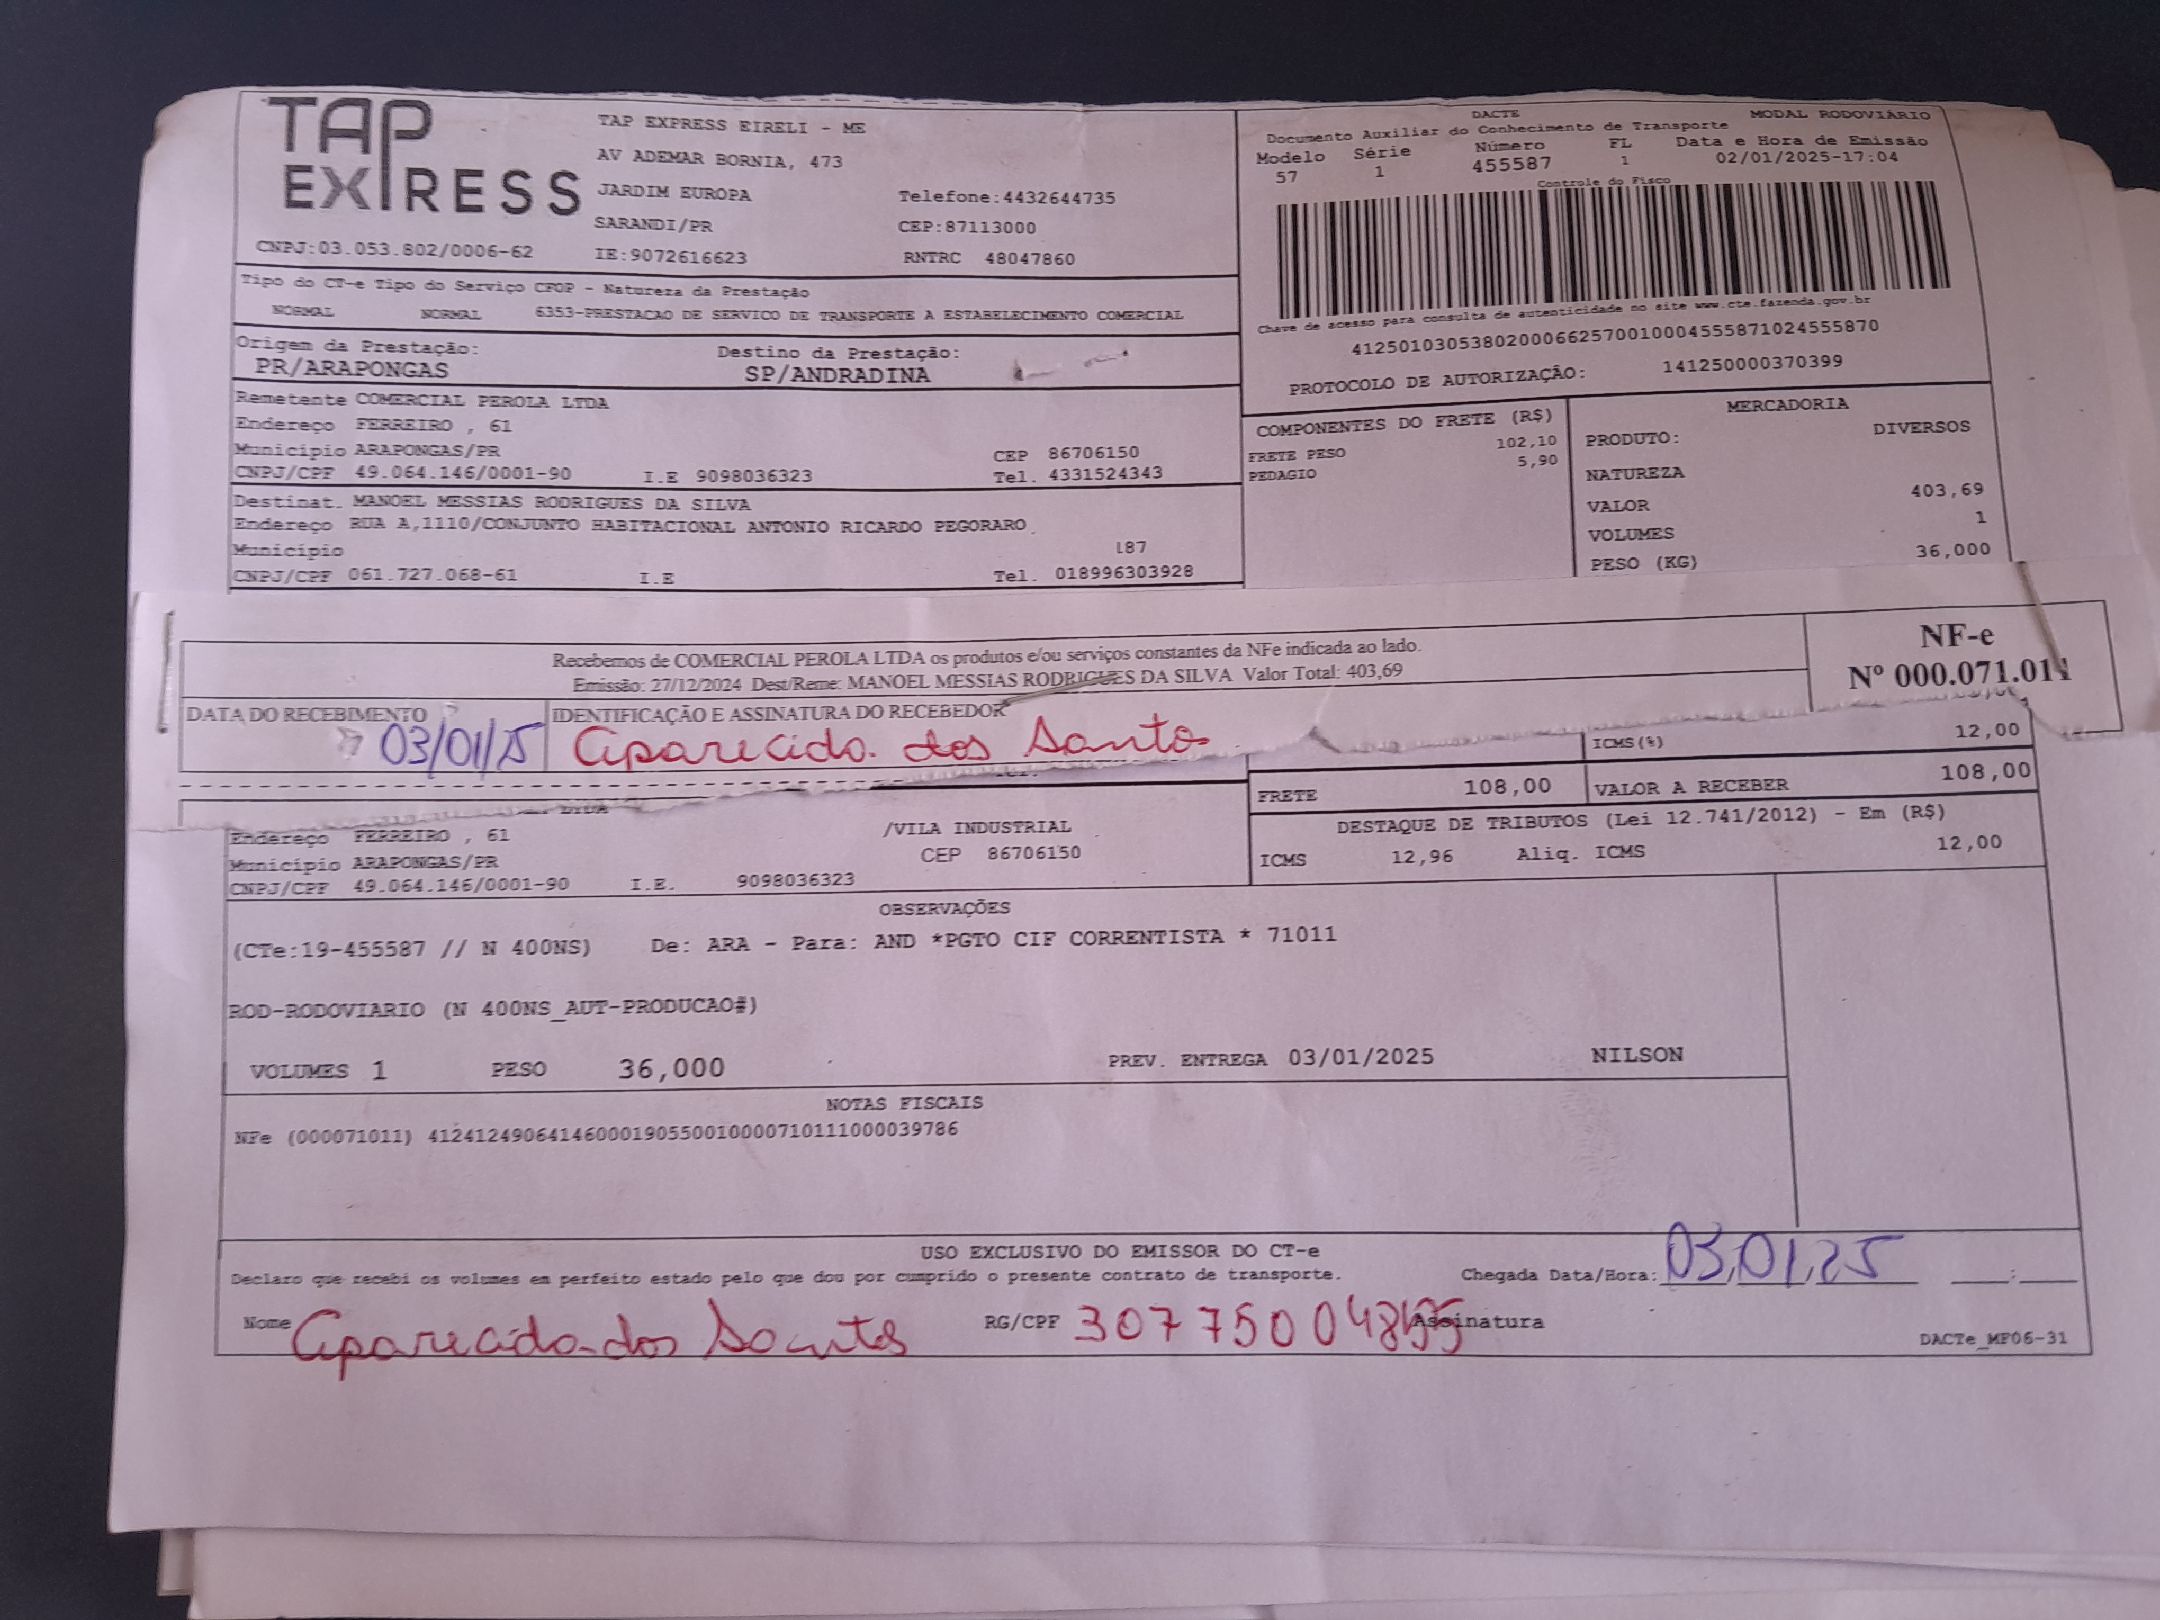 TAP
EXPRESS
TAP EXPRESS EIRELI - ME
AV ADEMAR BORNIA, 473
JARDIM EUROPA Telefone:4432644735
SARANDI/PR CEP:87113000
CNPJ:03.053.802/0006-62 IE:9072616623 RNTRC 48047860
DACTE MODAL RODOVIÁRIO
Documento Auxiliar do Conhecimento de Transporte
Modelo Série Número FL Data e Hora de Emissão
57 1 455587 1 02/01/2025-17:04
Controle do Fisco
Chave de acesso para consulta de autenticidade no site www.cte.fazenda.gov.br
41250103053802000662570010004555871024555870
PROTOCOLO DE AUTORIZAÇÃO: 141250000370399
Tipo do CT-e Tipo do Serviço CFOP - Natureza da Prestação
NORMAL NORMAL 6353-PRESTACAO DE SERVICO DE TRANSPORTE A ESTABELECIMENTO COMERCIAL
Origem da Prestação: Destino da Prestação:
PR/ARAPONGAS SP/ANDRADINA
Remetente COMERCIAL PEROLA LTDA
Endereço FERREIRO , 61
Município ARAPONGAS/PR CEP 86706150
CNPJ/CPF 49.064.146/0001-90 I.E 9098036323 Tel. 4331524343
Destinat. MANOEL MESSIAS RODRIGUES DA SILVA
Endereço RUA A,1110/CONJUNTO HABITACIONAL ANTONIO RICARDO PEGORARO
Município 187
CNPJ/CPF 061.727.068-61 I.E Tel. 018996303928
COMPONENTES DO FRETE (R$)
FRETE PESO 102,10
PEDAGIO 5,90
MERCADORIA
PRODUTO: DIVERSOS
NATUREZA
VALOR 403,69
VOLUMES 1
PESO (KG) 36,000
Recebemos de COMERCIAL PEROLA LTDA os produtos e/ou serviços constantes da NFe indicada ao lado.
Emissão: 27/12/2024 Dest/Reme: MANOEL MESSIAS RODRIGUES DA SILVA Valor Total: 403,69
NF-e
Nº 000.071.011
DATA DO RECEBIMENTO IDENTIFICAÇÃO E ASSINATURA DO RECEBEDOR
03/01/25 Aparecida dos Santos
ICMS(%) 12,00
FRETE 108,00 VALOR A RECEBER 108,00
DESTAQUE DE TRIBUTOS (Lei 12.741/2012) - Em (R$)
ICMS 12,96 Aliq. ICMS 12,00
Endereço FERREIRO , 61 /VILA INDUSTRIAL
Município ARAPONGAS/PR CEP 86706150
CNPJ/CPF 49.064.146/0001-90 I.E. 9098036323
OBSERVAÇÕES
(CTe:19-455587 // N 400NS) De: ARA - Para: AND *PGTO CIF CORRENTISTA * 71011
ROD-RODOVIARIO (N 400NS_AUT-PRODUCAO#)
VOLUMES 1 PESO 36,000 PREV. ENTREGA 03/01/2025 NILSON
NOTAS FISCAIS
NFe (000071011) 41241249064146000190550010000710111000039786
USO EXCLUSIVO DO EMISSOR DO CT-e
Declaro que recebi os volumes em perfeito estado pelo que dou por cumprido o presente contrato de transporte. Chegada Data/Hora: 03/01/25 :
Nome Aparecida dos Santos RG/CPF Assinatura
DACTe_MF06-31